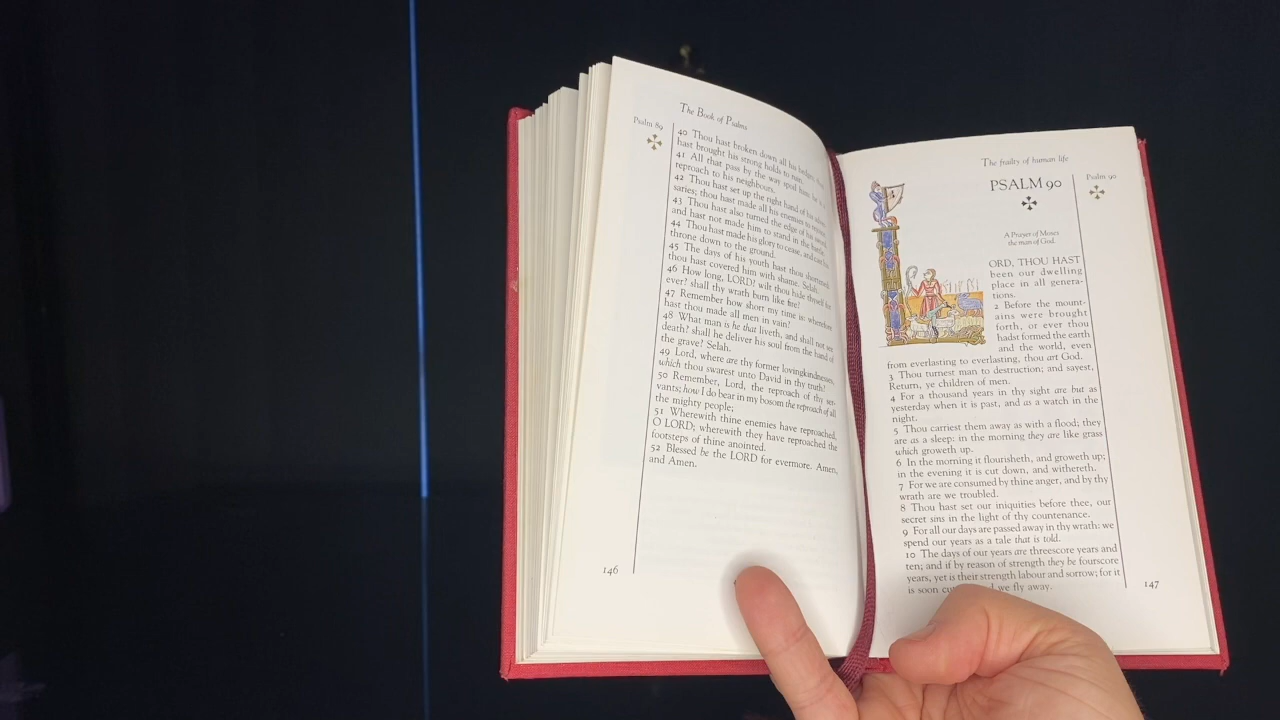 The Book of Psalms
Psalm 89
40 Thou hast broken down all his hedges; thou
hast brought his strong holds to ruin.
41 All that pass by the way spoil him: he is a
reproach to his neighbours.
42 Thou hast set up the right hand of his adver-
saries; thou hast made all his enemies to rejoice.
43 Thou hast also turned the edge of his sword,
and hast not made him to stand in the battle.
44 Thou hast made his glory to cease, and cast his
throne down to the ground.
45 The days of his youth hast thou shortened:
thou hast covered him with shame. Selah.
46 How long, LORD? wilt thou hide thyself for
ever? shall thy wrath burn like fire?
47 Remember how short my time is: wherefore
hast thou made all men in vain?
48 What man is he that liveth, and shall not see
death? shall he deliver his soul from the hand of
the grave? Selah.
49 Lord, where are thy former lovingkindnesses,
which thou swarest unto David in thy truth?
50 Remember, Lord, the reproach of thy ser-
vants; how I do bear in my bosom the reproach of all
the mighty people;
51 Wherewith thine enemies have reproached,
O LORD; wherewith they have reproached the
footsteps of thine anointed.
52 Blessed be the LORD for evermore. Amen,
and Amen.
146
The frailty of human life
PSALM 90
Psalm 90
A Prayer of Moses
the man of God.
ORD, THOU HAST
been our dwelling
place in all genera-
tions.
2 Before the mount-
ains were brought
forth, or ever thou
hadst formed the earth
and the world, even
from everlasting to everlasting, thou art God.
3 Thou turnest man to destruction; and sayest,
Return, ye children of men.
4 For a thousand years in thy sight are but as
yesterday when it is past, and as a watch in the
night.
5 Thou carriest them away as with a flood; they
are as a sleep: in the morning they are like grass
which groweth up.
6 In the morning it flourisheth, and groweth up;
in the evening it is cut down, and withereth.
7 For we are consumed by thine anger, and by thy
wrath are we troubled.
8 Thou hast set our iniquities before thee, our
secret sins in the light of thy countenance.
9 For all our days are passed away in thy wrath: we
spend our years as a tale that is told.
10 The days of our years are threescore years and
ten; and if by reason of strength they be fourscore
years, yet is their strength labour and sorrow; for it
is soon we fly away.
147